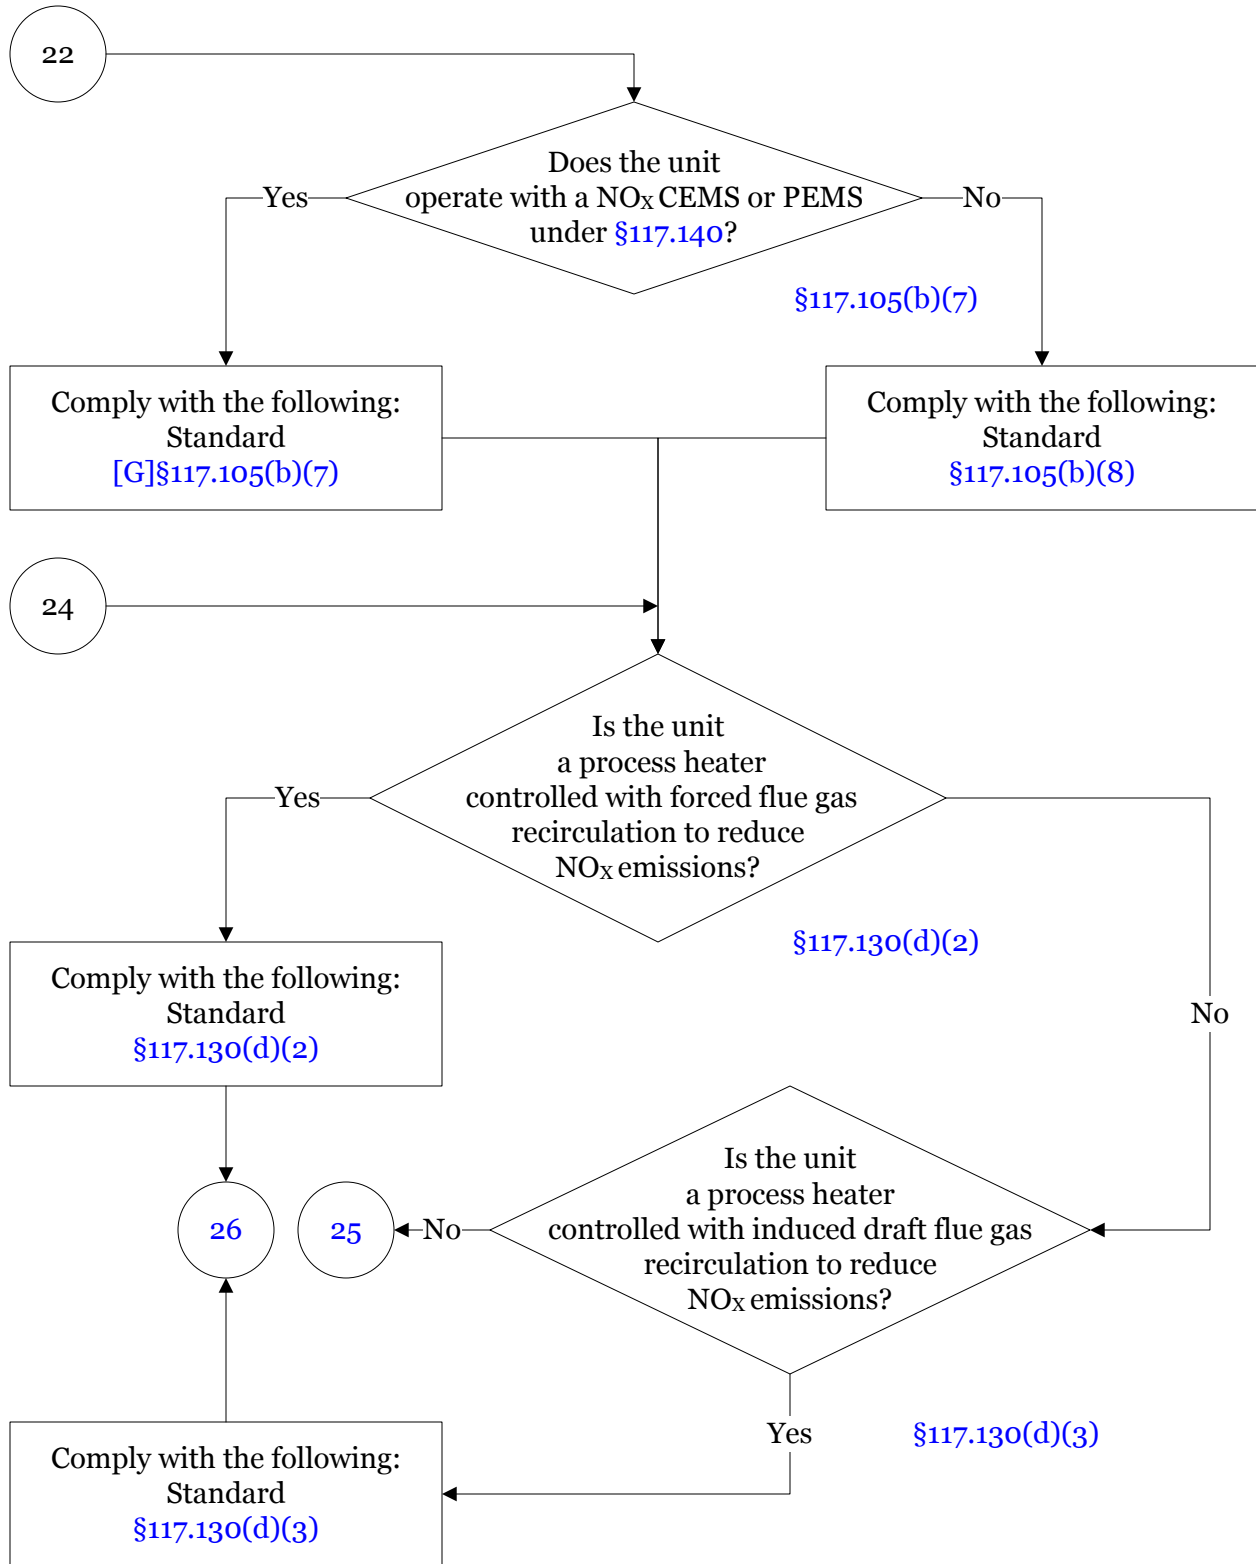 22
Does the unit
operate with a NOX CEMS or PEMS
under §117.140?
Yes
No
§117.105(b)(7)
Comply with the following:
Standard
[G]§117.105(b)(7)
Comply with the following:
Standard
§117.105(b)(8)
24
Is the unit
a process heater
controlled with forced flue gas
recirculation to reduce
NOX emissions?
Yes
§117.130(d)(2)
No
Comply with the following:
Standard
§117.130(d)(2)
Is the unit
a process heater
controlled with induced draft flue gas
recirculation to reduce
NOX emissions?
26
25
No
Yes
§117.130(d)(3)
Comply with the following:
Standard
§117.130(d)(3)